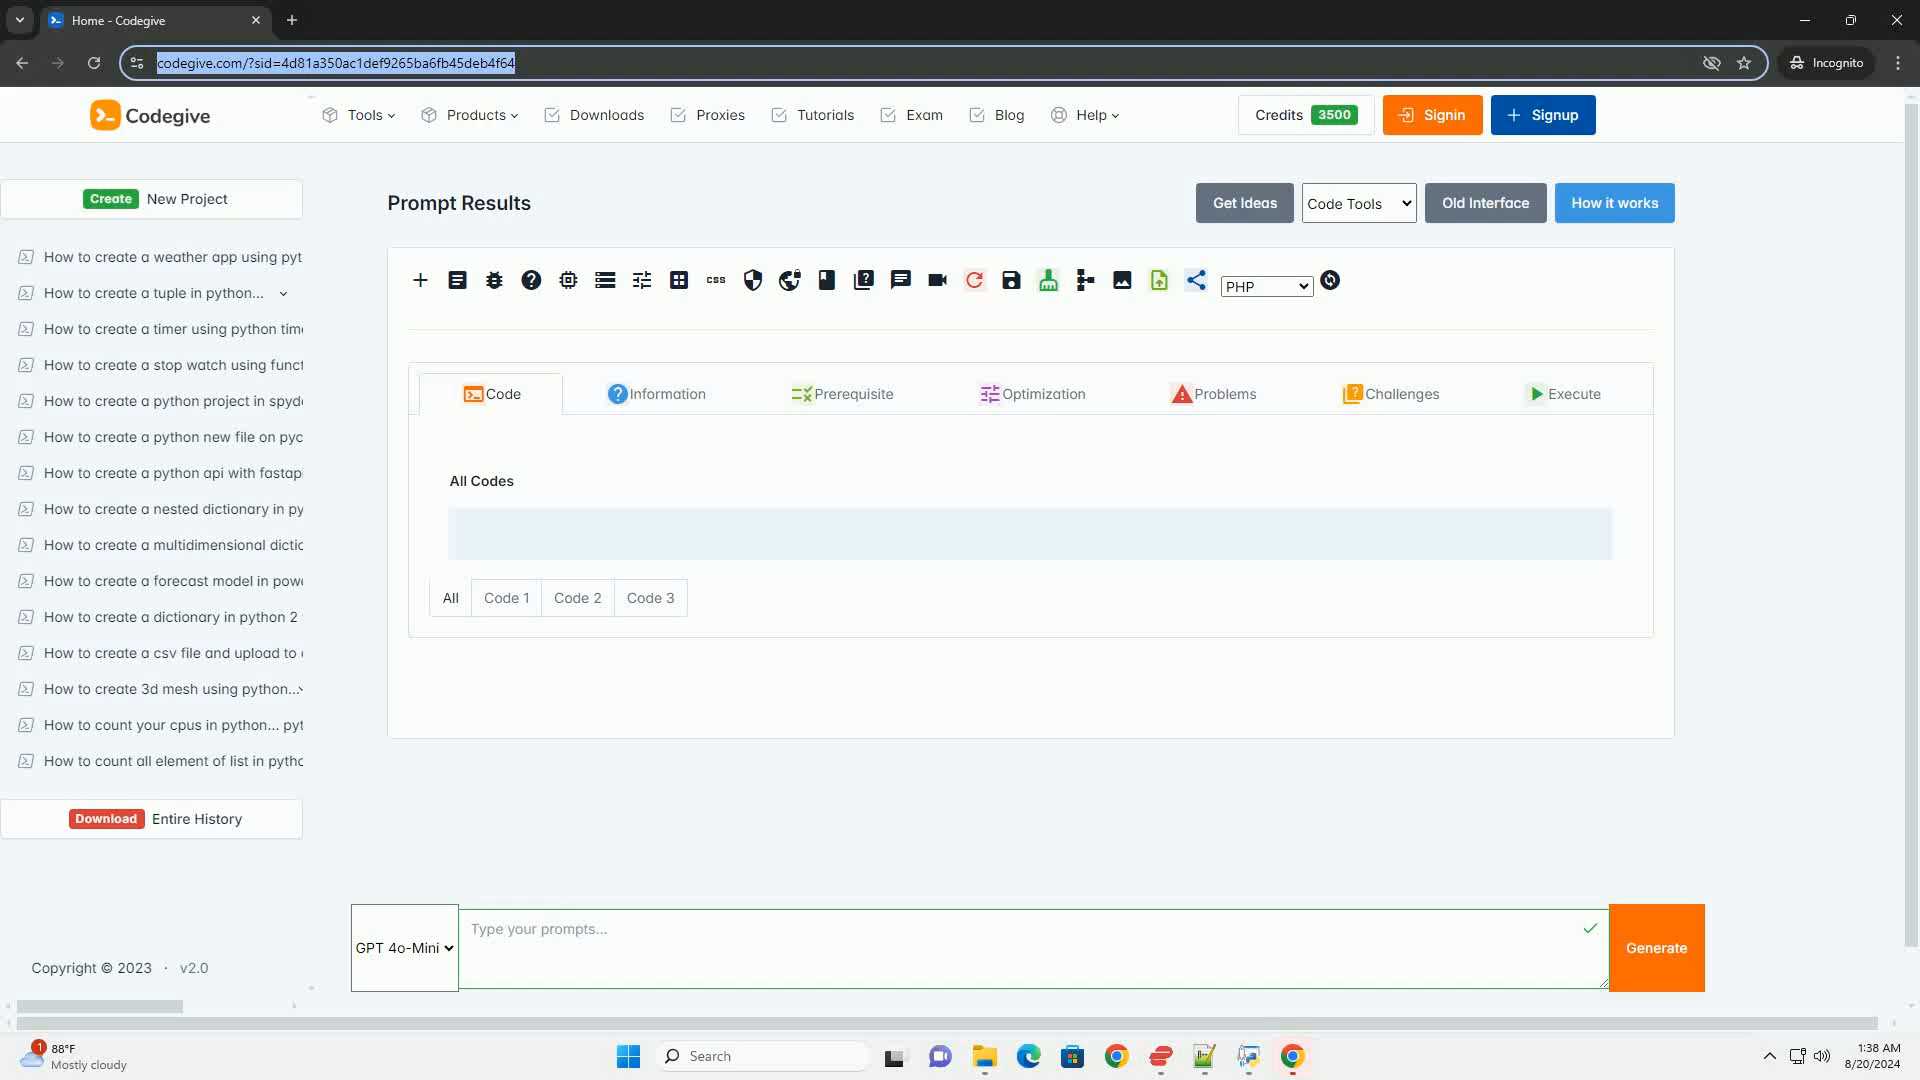 Home - Codegive
codegive.com/?sid=4d81a350ac1def9265ba6fb45deb4f64
Incognito
Codegive
Tools
Products
Downloads
Proxies
Tutorials
Exam
Blog
Help
Credits 3500
Signin
Signup
Create New Project
How to create a weather app using pyt
How to create a tuple in python...
How to create a timer using python time
How to create a stop watch using funct
How to create a python project in spyde
How to create a python new file on pyc
How to create a python api with fastap
How to create a nested dictionary in py
How to create a multidimensional dictic
How to create a forecast model in powe
How to create a dictionary in python 2
How to create a csv file and upload to
How to create 3d mesh using python...
How to count your cpus in python... pyt
How to count all element of list in pytho
Download Entire History
Copyright © 2023 · v2.0
Prompt Results
Get Ideas
Code Tools
Old Interface
How it works
css
PHP
Code
Information
Prerequisite
Optimization
Problems
Challenges
Execute
All Codes
All
Code 1
Code 2
Code 3
GPT 4o-Mini
Type your prompts...
Generate
1
88°F
Mostly cloudy
Search
1:38 AM
8/20/2024